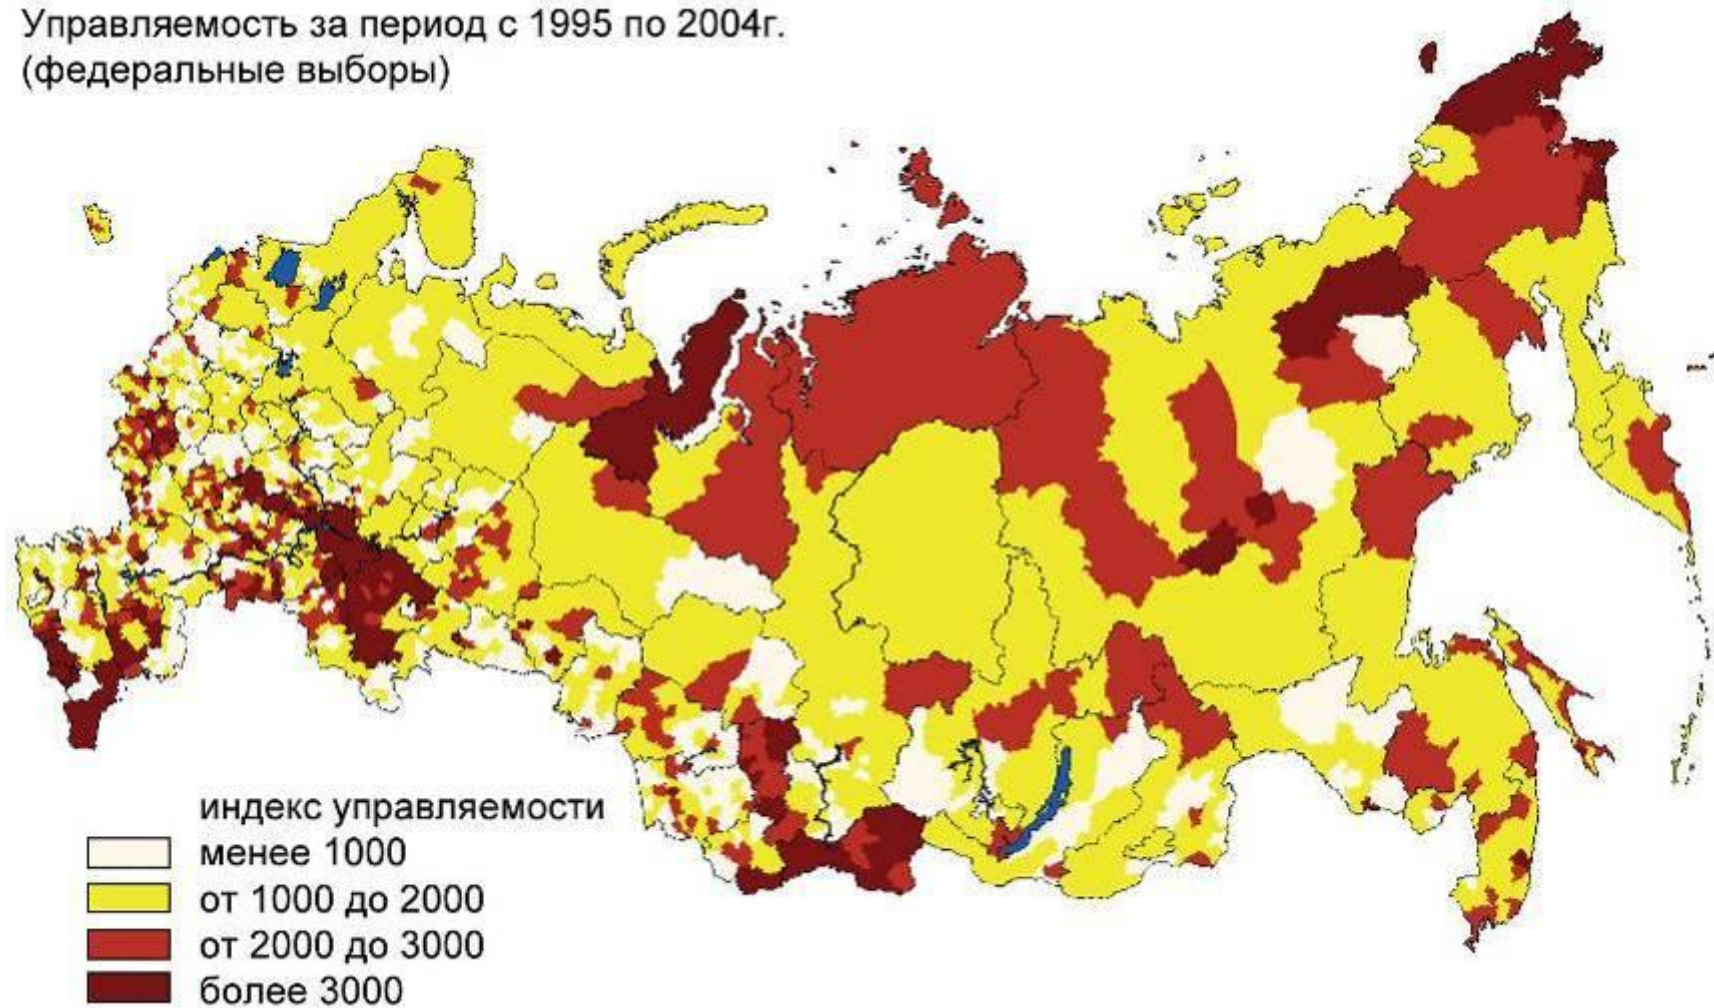 Управляемость за период с 1995 по 2004г.
(федеральные выборы)
индекс управляемости
менее 1000
от 1000 до 2000
от 2000 до 3000
более 3000